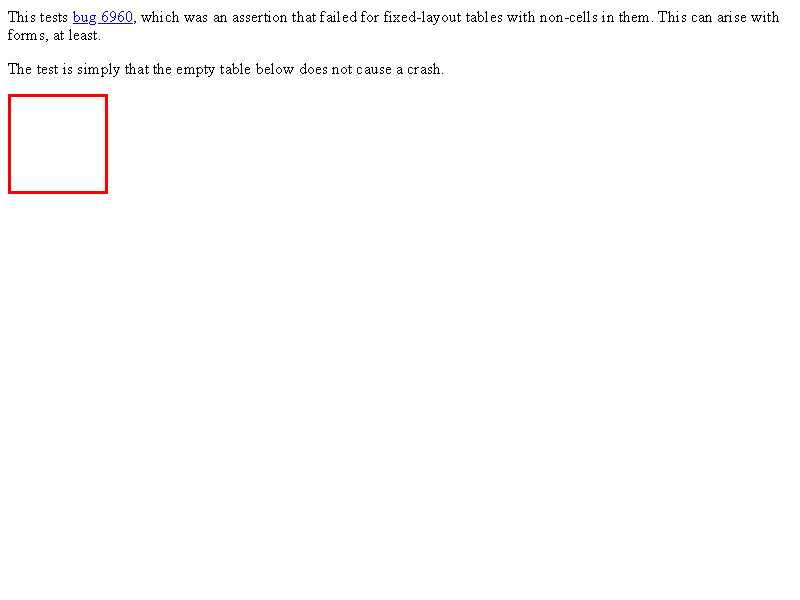 This tests bug 6960, which was an assertion that failed for fixed-layout tables with non-cells in them. This can arise with
forms, at least.
The test is simply that the empty table below does not cause a crash.